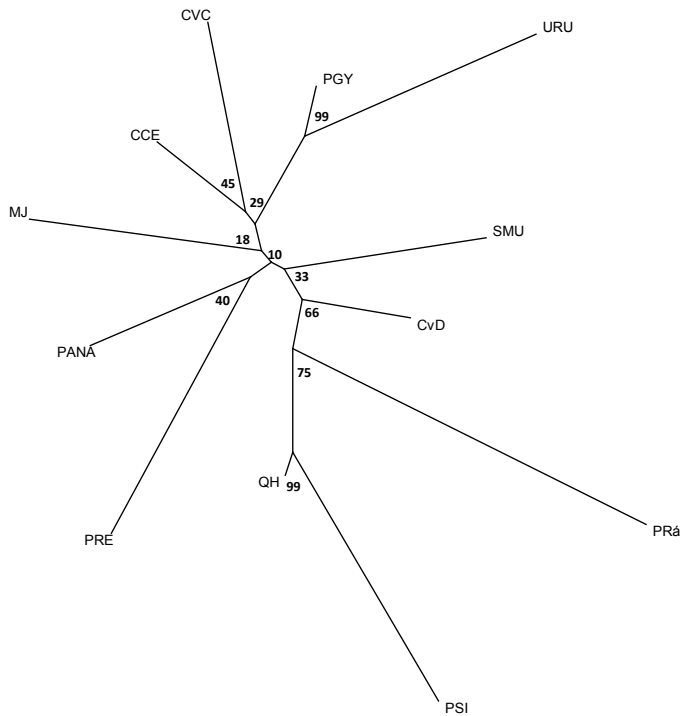 CVC
URU
PGY
99
CCE
45
29
MJ
18
10
SMU
33
40
66
CvD
PANA
75
QH
99
PRE
PRá
PSI